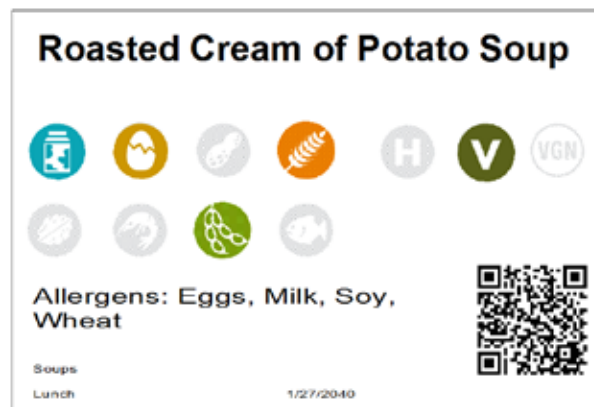 Roasted Cream of Potato Soup
H V VGN
Allergens: Eggs, Milk, Soy,
Wheat
Soups
Lunch 1/27/2040